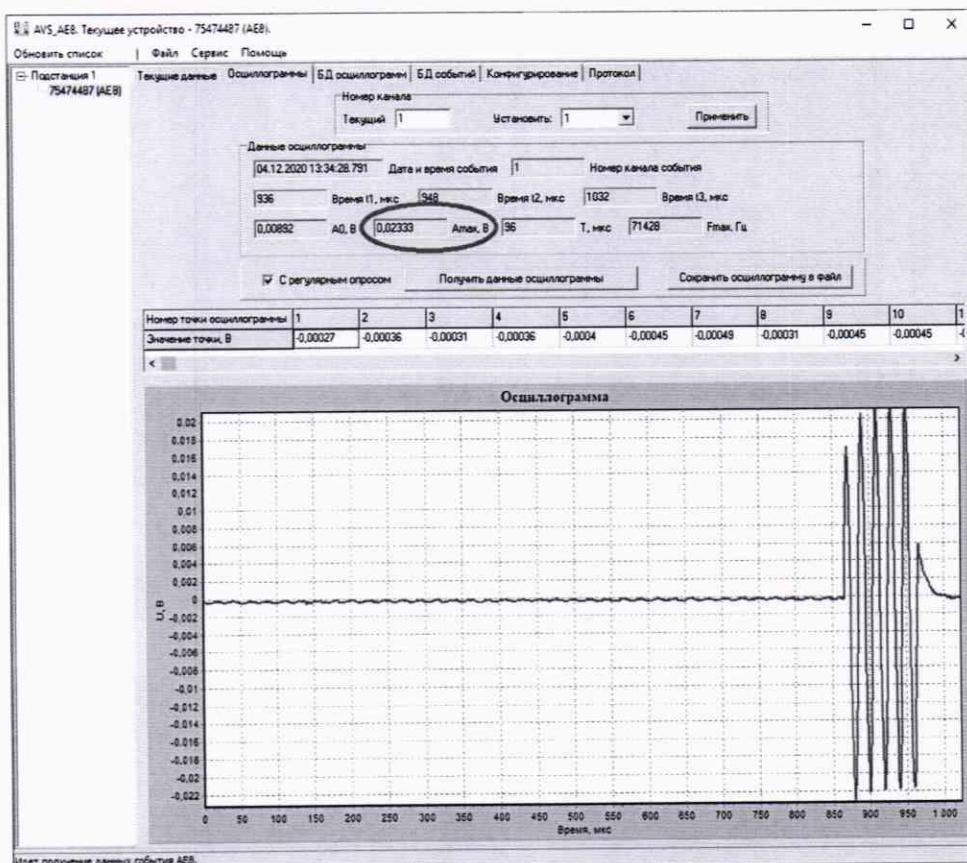 AVS_AE8. Текущее устройство - 75474487 (AE8).
Обновить список | Файл Сервис Помощь
Подстанция 1
75474487 (AE8)
Текущие данные Осциллограммы БД осциллограмм БД событий Конфигурирование Протокол
Номер канала
Текущий 1 Установить: 1 Применить
Данные осциллограммы
04.12.2020 13:34:28.791 Дата и время события 1 Номер канала события
936 Время t1, мкс 948 Время t2, мкс 1032 Время t3, мкс
0,00892 A0, В 0,02333 Amax, В 96 T, мкс 71428 Fmax, Гц
С регулярным опросом Получить данные осциллограммы Сохранить осциллограмму в файл
Номер точки осциллограммы 1 2 3 4 5 6 7 8 9 10 1
Значение точки, В -0,00027 -0,00036 -0,00031 -0,00036 -0,0004 -0,00045 -0,00049 -0,00031 -0,00045 -0,00045
Осциллограмма
0,02
0,018
0,016
0,014
0,012
0,01
0,008
0,006
0,004
0,002
0
-0,002
-0,004
-0,006
-0,008
-0,01
-0,012
-0,014
-0,016
-0,018
-0,02
-0,022
U, В
0 50 100 150 200 250 300 350 400 450 500 550 600 650 700 750 800 850 900 950 1 000
Время, мкс
Идет получение данных события AE8.